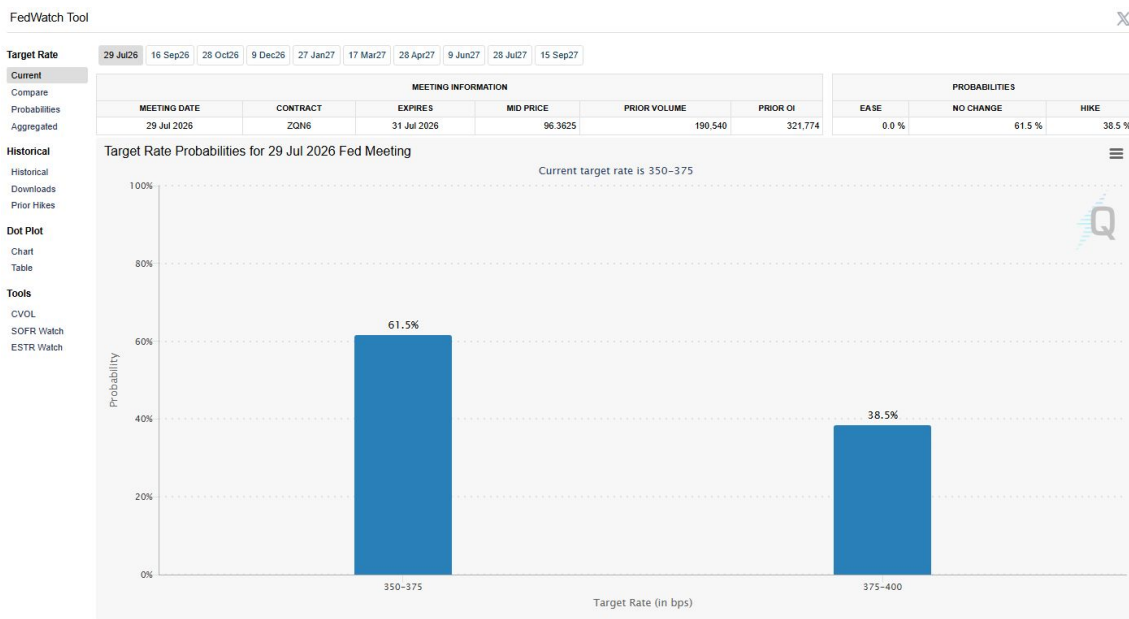 FedWatch Tool
Target Rate
Current
Compare
Probabilities
Aggregated
Historical
Historical
Downloads
Prior Hikes
Dot Plot
Chart
Table
Tools
CVOL
SOFR Watch
ESTR Watch
29 Jul26 16 Sep26 28 Oct26 9 Dec26 27 Jan27 17 Mar27 28 Apr27 9 Jun27 28 Jul27 15 Sep27
MEETING INFORMATION
MEETING DATE CONTRACT EXPIRES MID PRICE PRIOR VOLUME PRIOR OI
29 Jul 2026 ZQN6 31 Jul 2026 96.3625 190,540 321,774
PROBABILITIES
EASE NO CHANGE HIKE
0.0 % 61.5 % 38.5 %
Target Rate Probabilities for 29 Jul 2026 Fed Meeting
Current target rate is 350–375
Q
Probability
100%
80%
60%
40%
20%
0%
61.5%
38.5%
350–375 375–400
Target Rate (in bps)